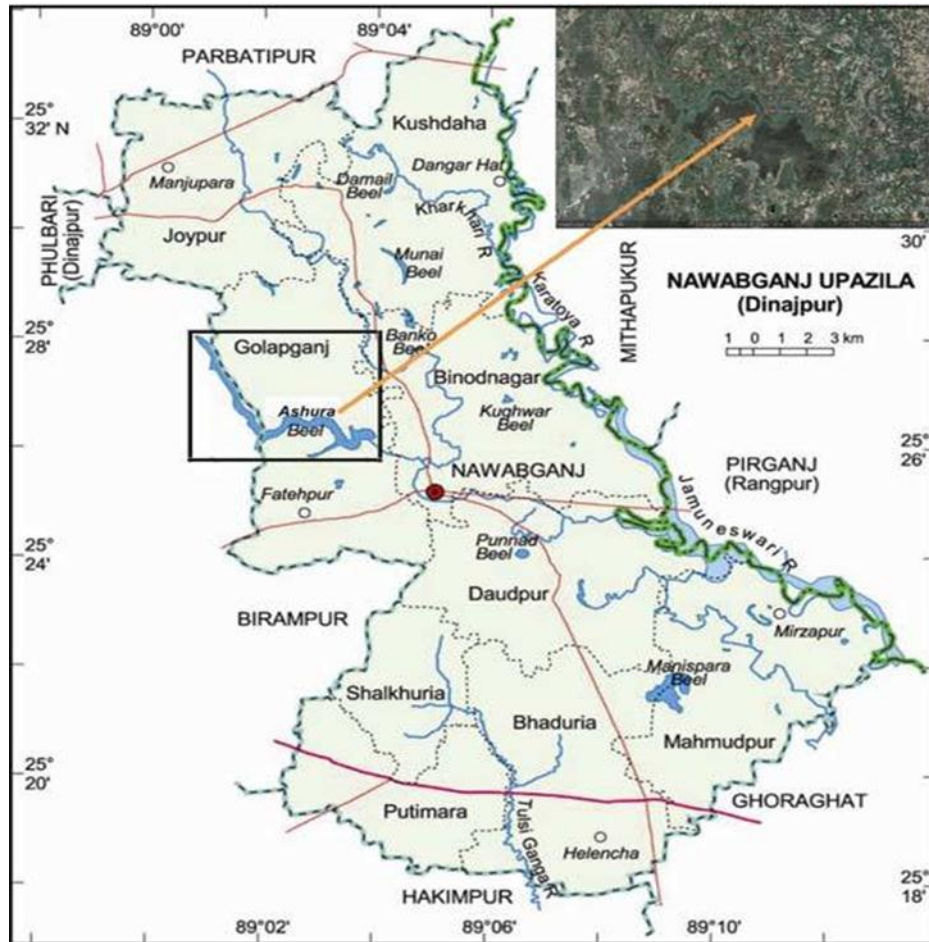 89°00'
89°04'
PARBATIPUR
25°
32' N
Kushdaha
Dangar Hat
Manjupara
Damail
Beel
Kharkhari R
PHULBARI
(Dinajpur)
Joypur
30'
Munai
Beel
Karatoya R
MITHAPUKUR
NAWABGANJ UPAZILA
(Dinajpur)
1 0 1 2 3 km
25°
28'
Golapganj
Banko
Beel
Binodnagar
Ashura
Beel
Kughwar
Beel
25°
26'
NAWABGANJ
PIRGANJ
(Rangpur)
Fatehpur
Jamuneswari R
25°
24'
Punnad
Beel
Daudpur
BIRAMPUR
Mirzapur
Manispara
Beel
Shalkhuria
Bhaduria
Mahmudpur
25°
20'
GHORAGHAT
Putimara
Tulsi Ganga R
Helencha
25°
18'
HAKIMPUR
89°02'
89°06'
89°10'